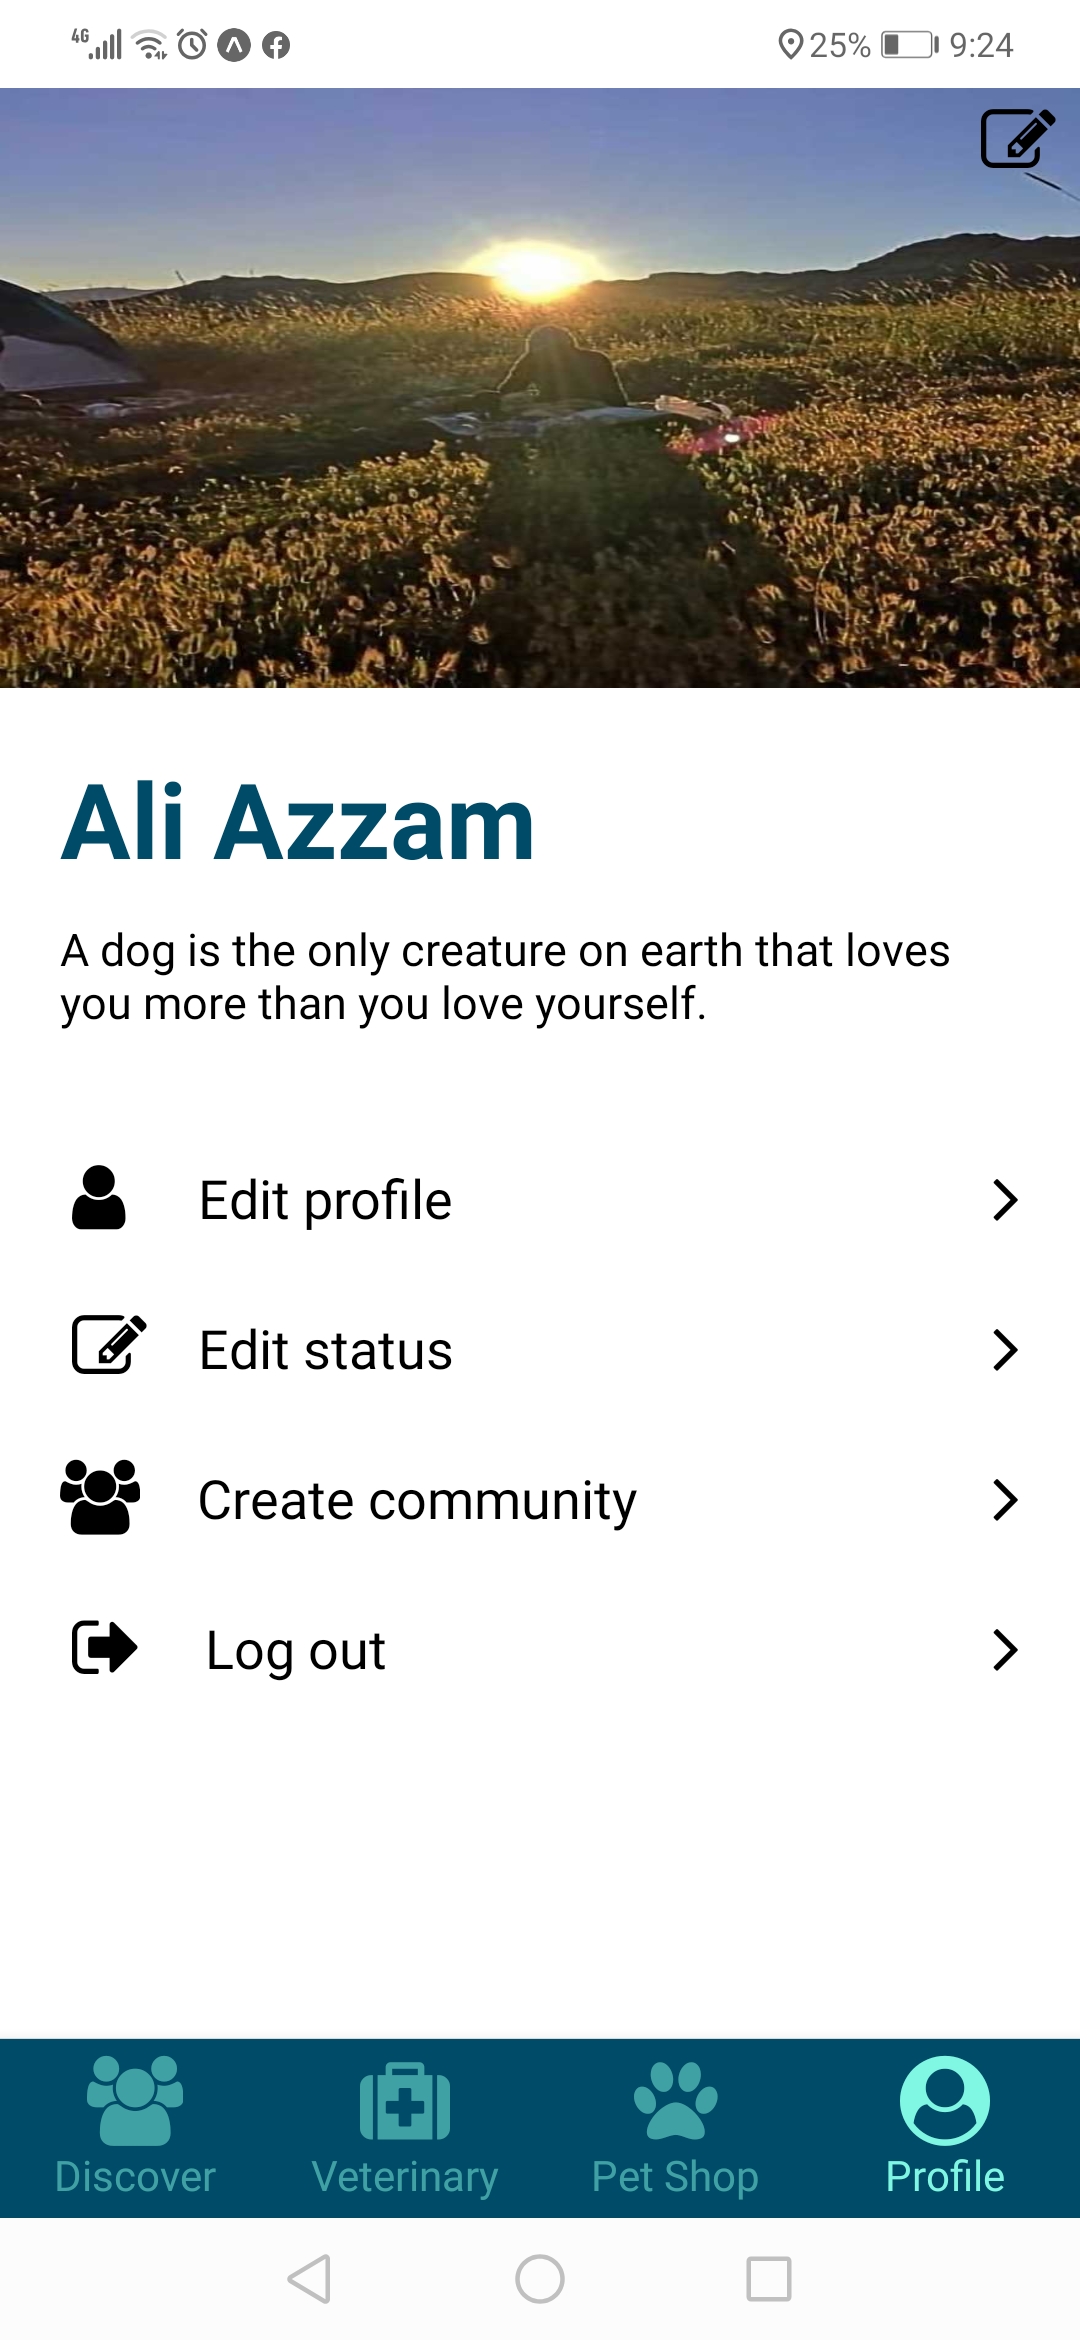 4G 25% 9:24
Ali Azzam
A dog is the only creature on earth that loves
you more than you love yourself.
Edit profile
Edit status
Create community
Log out
Discover Veterinary Pet Shop Profile